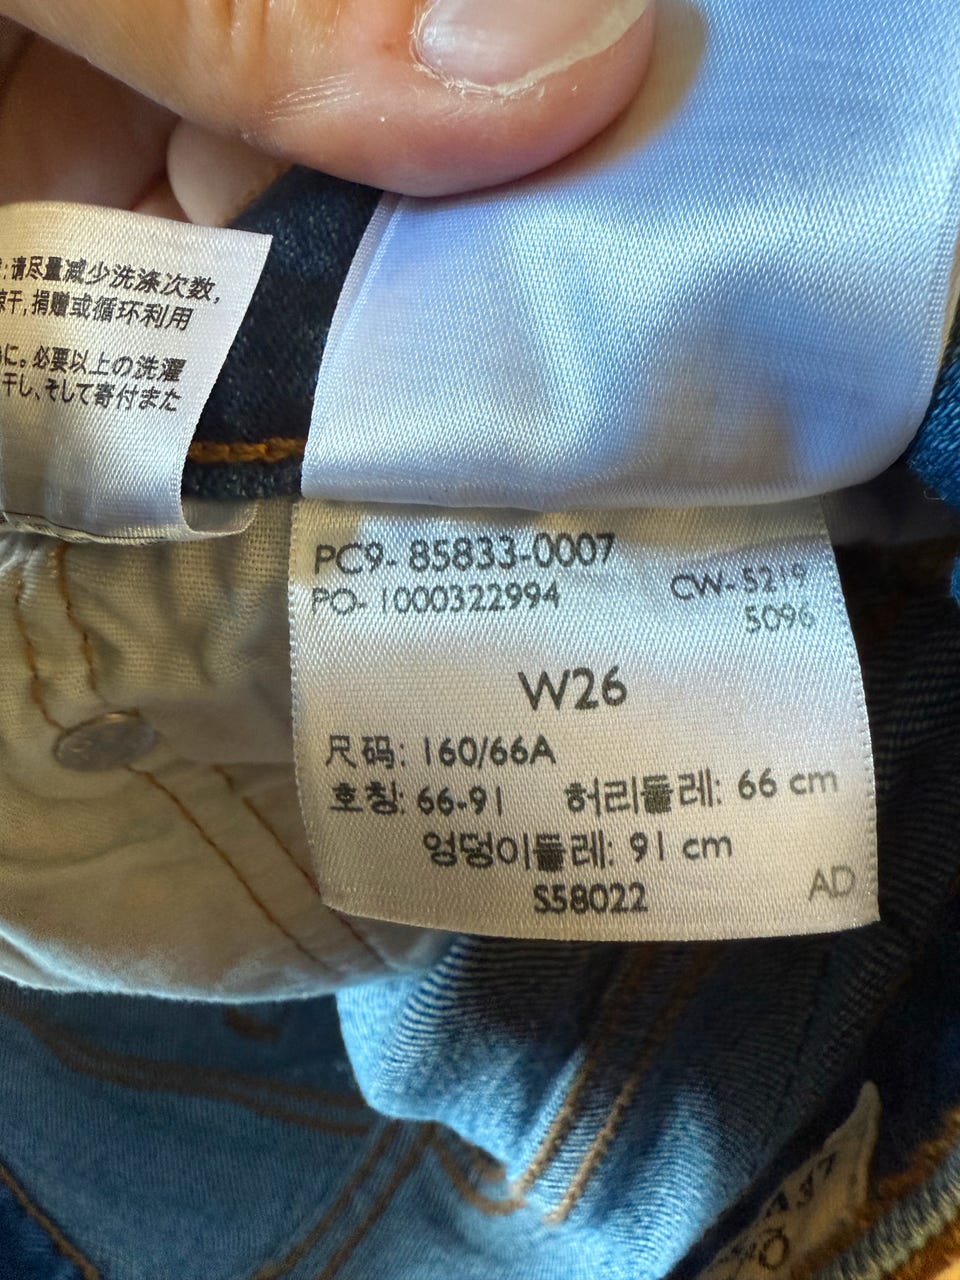 请尽量减少洗涤次数,
干,捐赠或循环利用
に。必要以上の洗濯
干し、そして寄付また
PC9- 85833-0007
PO- 1000322994
CW- 5219
5096
W26
尺码: 160/66A
호칭: 66-91 허리둘레: 66 cm
엉덩이둘레: 91 cm
S58022
AD